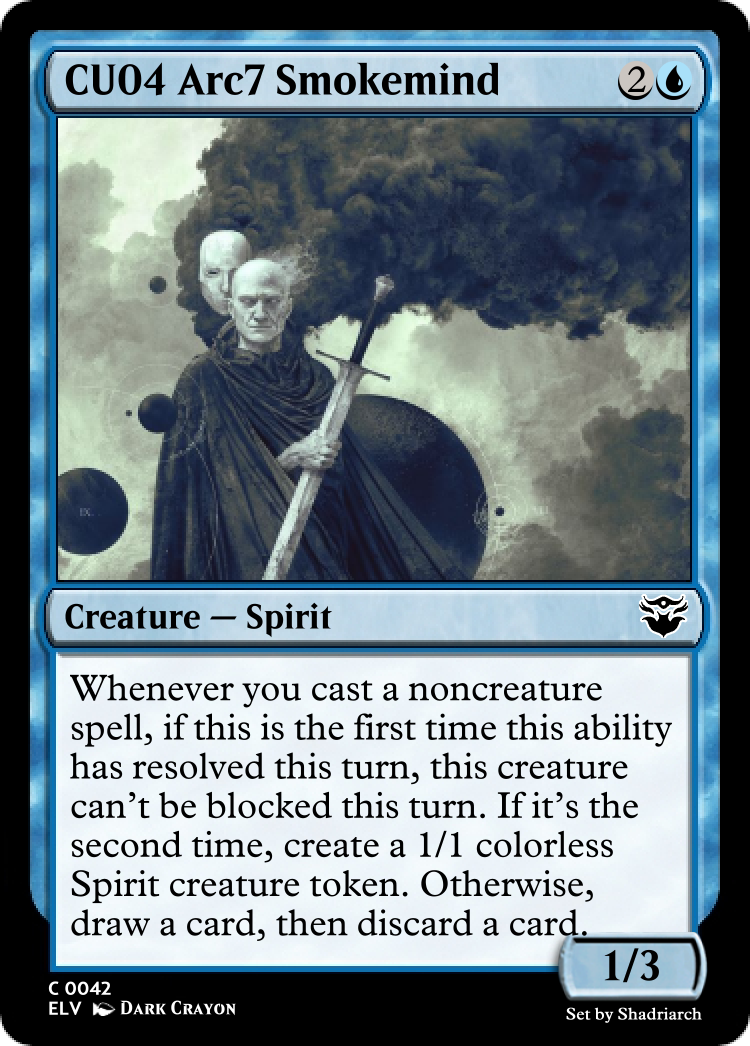 CU04 Arc7 Smokemind 2
IX.
Creature — Spirit
Whenever you cast a noncreature
spell, if this is the first time this ability
has resolved this turn, this creature
can't be blocked this turn. If it's the
second time, create a 1/1 colorless
Spirit creature token. Otherwise,
draw a card, then discard a card.
1/3
C 0042
ELV DARK CRAYON
Set by Shadriarch